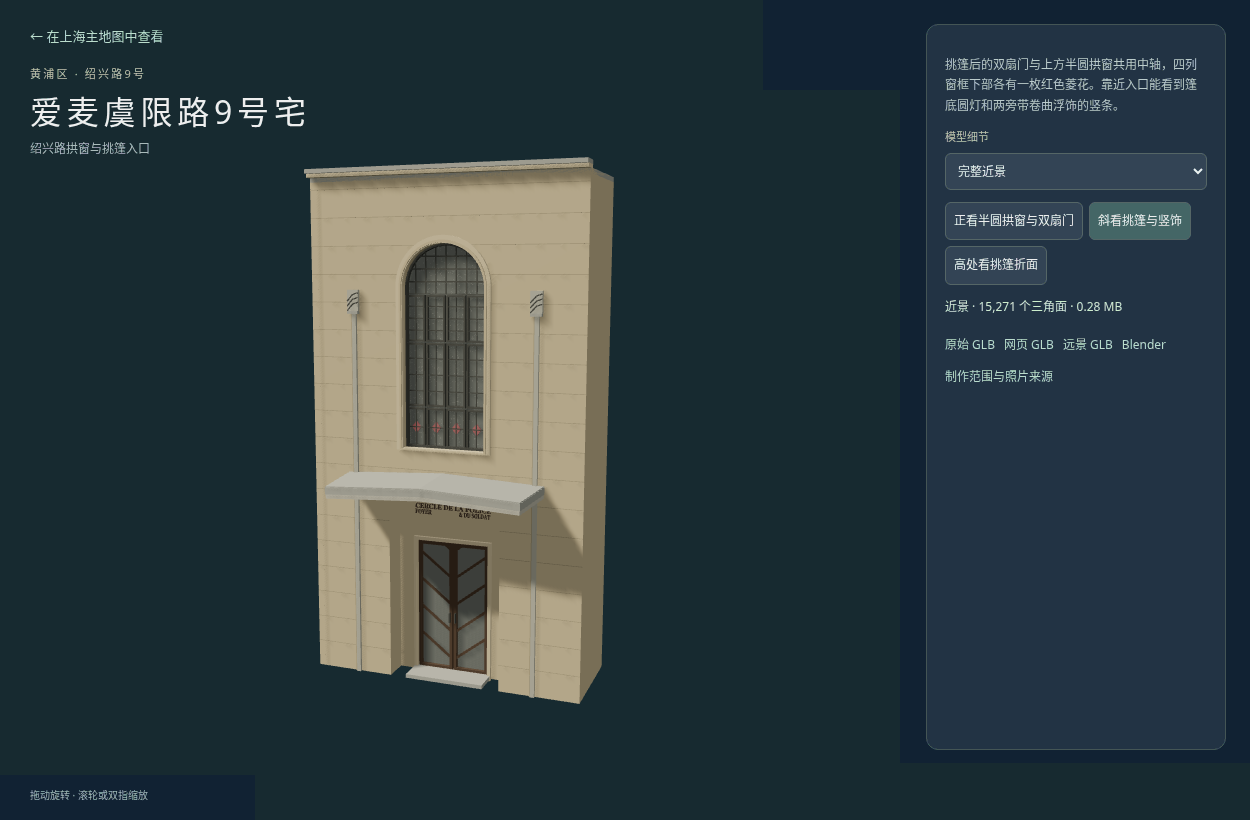 ← 在上海主地图中查看
黄浦区 · 绍兴路9号
爱麦虞限路9号宅
绍兴路拱窗与挑篷入口
CERCLE DE LA POLICE
FOYER & DU SOLDAT
挑篷后的双扇门与上方半圆拱窗共用中轴，四列
窗框下部各有一枚红色菱花。靠近入口能看到篷
底圆灯和两旁带卷曲浮饰的竖条。
模型细节
完整近景
正看半圆拱窗与双扇门
斜看挑篷与竖饰
高处看挑篷折面
近景 · 15,271 个三角面 · 0.28 MB
原始 GLB 网页 GLB 远景 GLB Blender
制作范围与照片来源
拖动旋转 · 滚轮或双指缩放